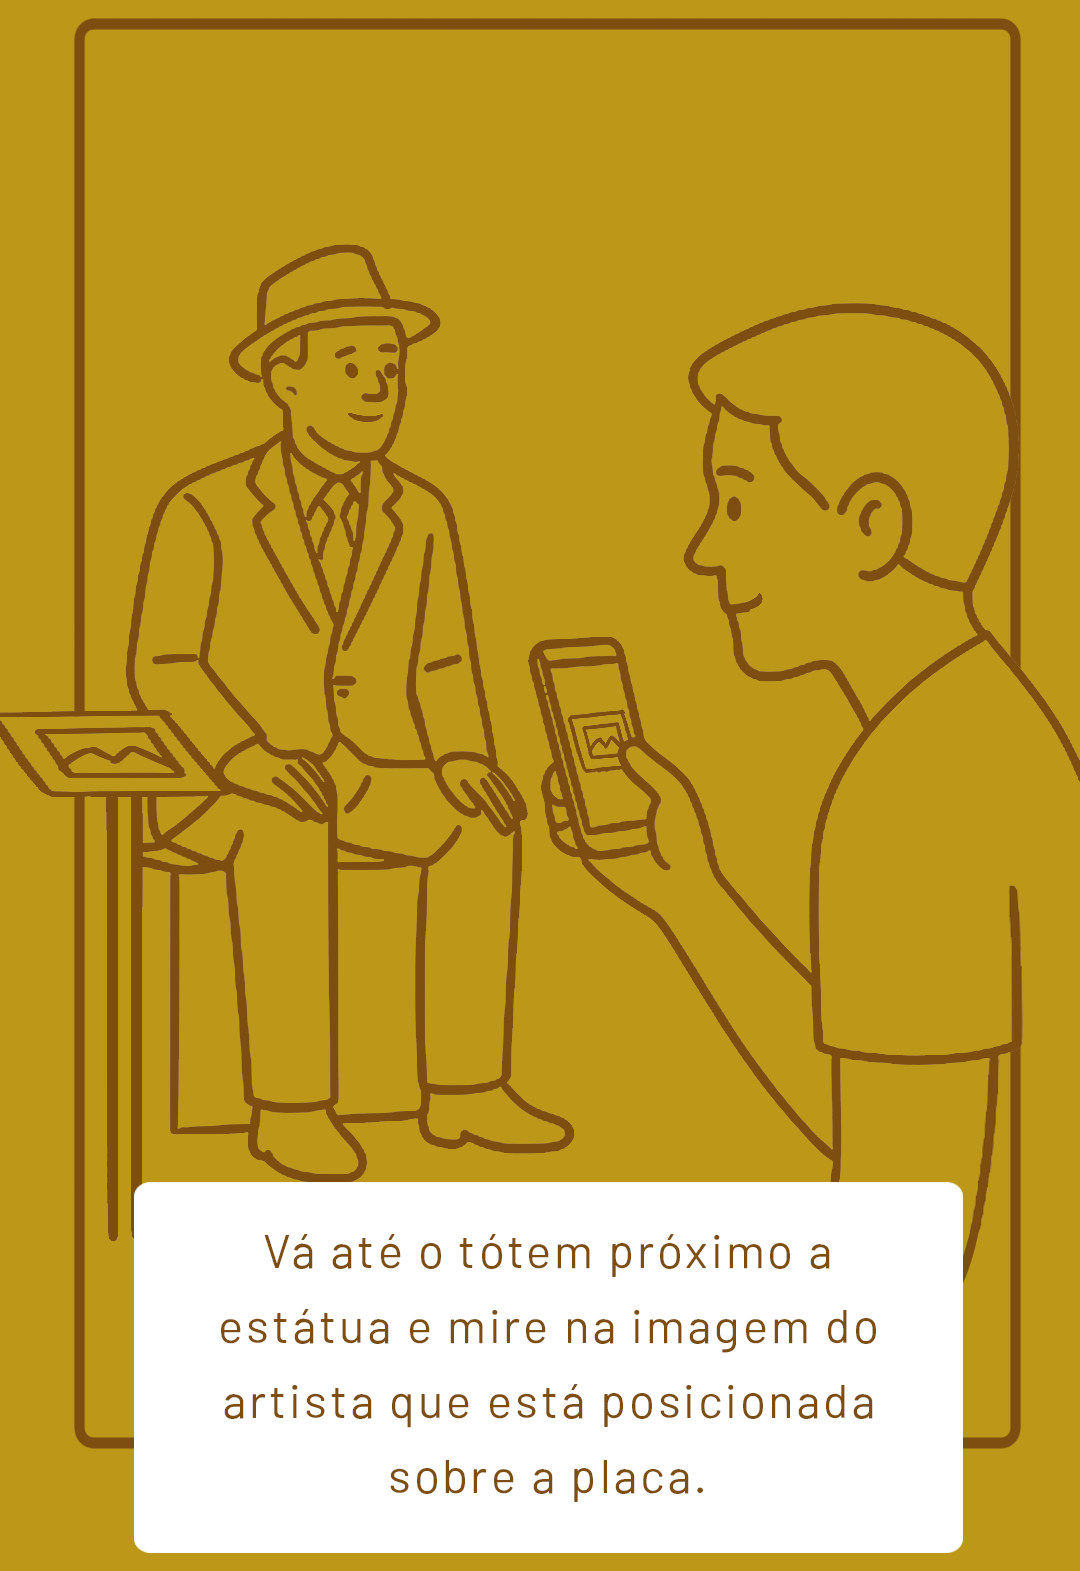 Vá até o tótem próximo a
estátua e mire na imagem do
artista que está posicionada
sobre a placa.